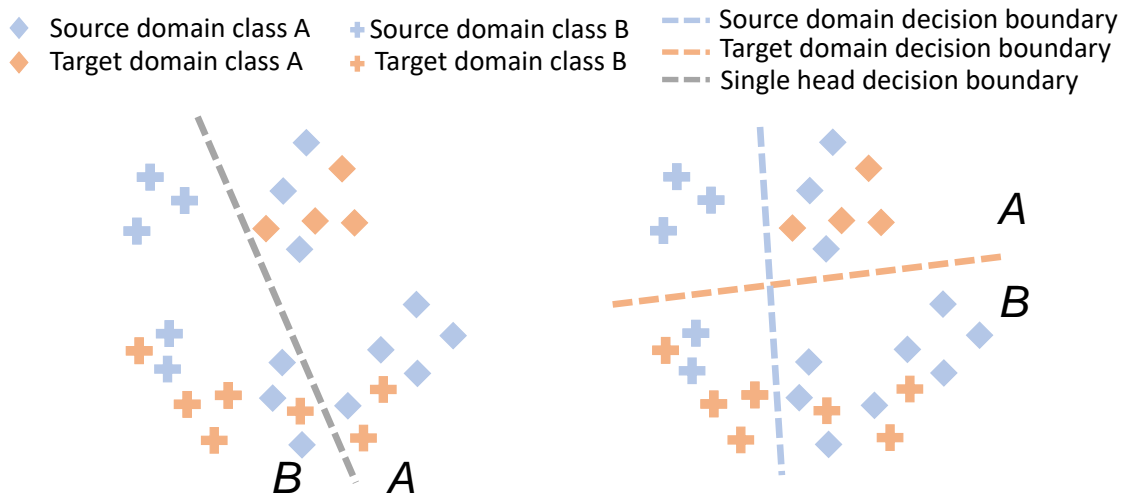 Source domain class A
Source domain class B
Source domain decision boundary
Target domain class A
Target domain class B
Target domain decision boundary
Single head decision boundary
A
B
B
A